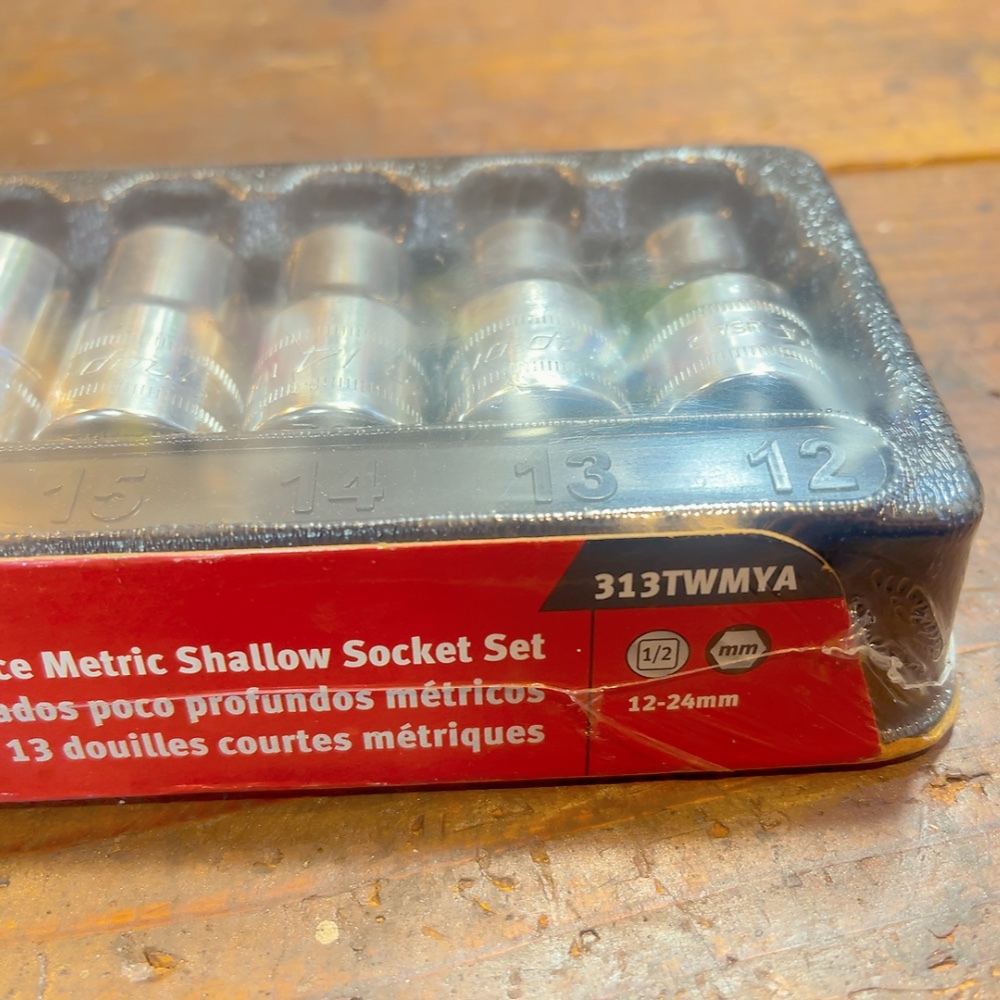 15 14 13 12
313TWMYA
ce Metric Shallow Socket Set
ados poco profundos métricos
13 douilles courtes métriques
1/2 mm
12-24mm